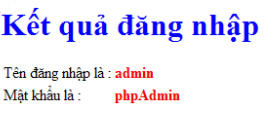 Kết quả đăng nhập
Tên đăng nhập là : admin
Mật khẩu là : phpAdmin